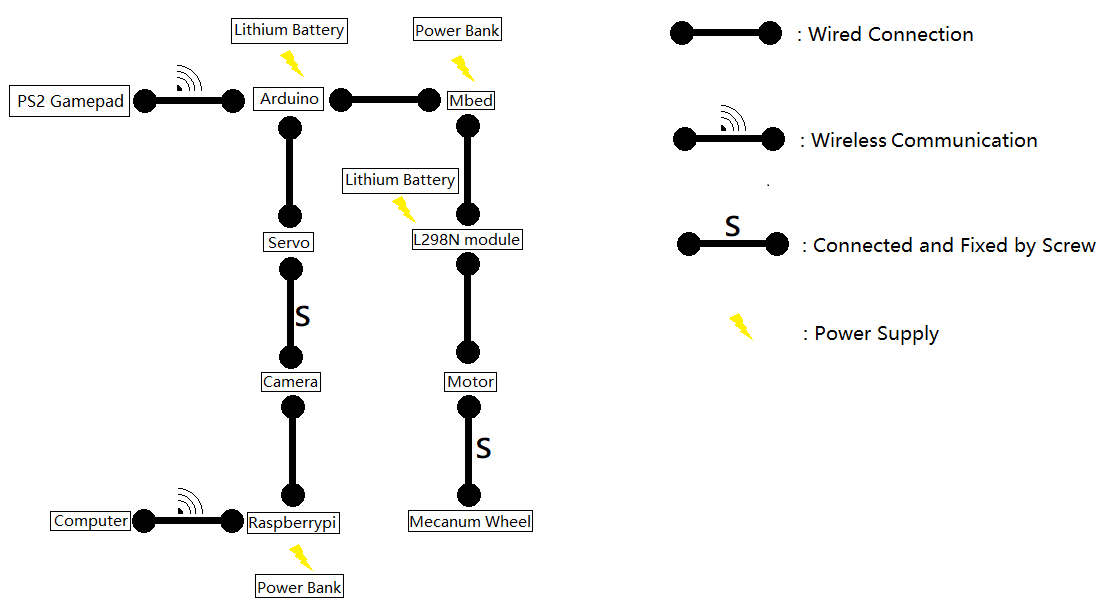 Lithium Battery
Power Bank
PS2 Gamepad
Arduino
Mbed
Lithium Battery
Servo
L298N module
S
Camera
Motor
S
Computer
Raspberrypi
Mecanum Wheel
Power Bank
: Wired Connection
: Wireless Communication
S
: Connected and Fixed by Screw
: Power Supply